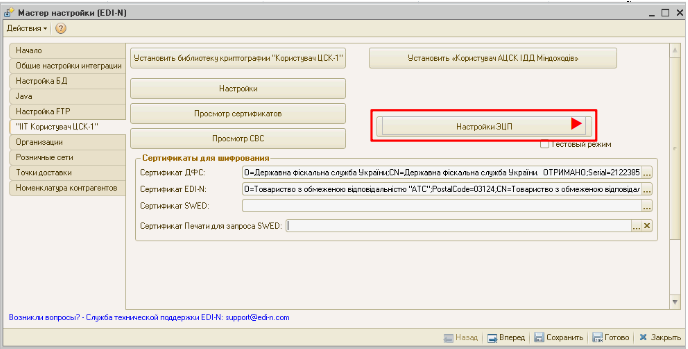 Мастер настройки (EDI-N)
Действия
Начало
Общие настройки интеграции
Настройка БД
Java
Настройка FTP
"ІІТ Користувач ЦСК-1"
Организации
Розничные сети
Точки доставки
Номенклатура контрагентов
Установить библиотеку криптографии "Користувач ЦСК-1"
Установить «Користувач АЦСК ІДД Міндоходів»
Настройки
Просмотр сертификатов
Настройки ЭЦП
Просмотр СВС
Тестовый режим
Сертификаты для шифрования
Сертификат ДФС: О=Державна фіскальна служба України;CN=Державна фіскальна служба України. ОТРИМАНО;Serial=2122385 ...
Сертификат EDI-N: О=Товариство з обмеженою відповідальністю "АТС";PostalCode=03124,CN=Товариство з обмеженою відповідал ...
Сертификат SWED: ...
Сертификат Печати для запроса SWED: ... ×
Возникли вопросы? - Служба технической поддержки EDI-N: support@edi-n.com
Назад Вперед Сохранить Готово Закрыть